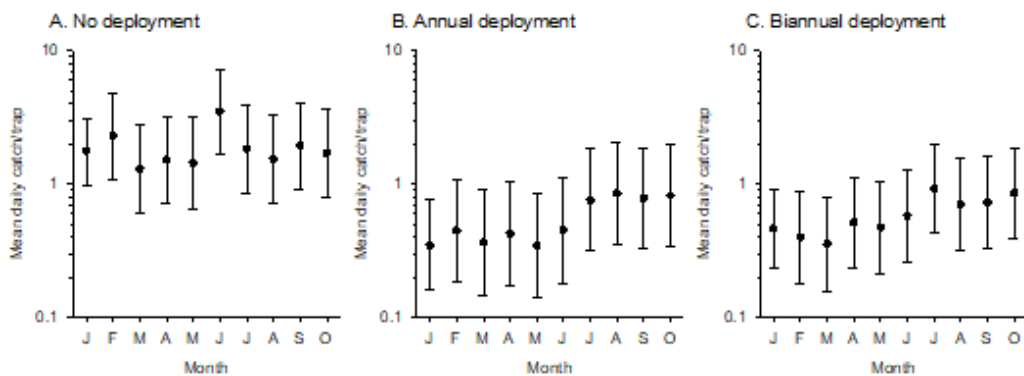 A. No deployment
10
1
0.1
Mean daily catch/trap
J F M A M J J A S O
Month
B. Annual deployment
10
1
0.1
Mean daily catch/trap
J F M A M J J A S O
Month
C. Biannual deployment
10
1
0.1
Mean daily catch/trap
J F M A M J J A S O
Month